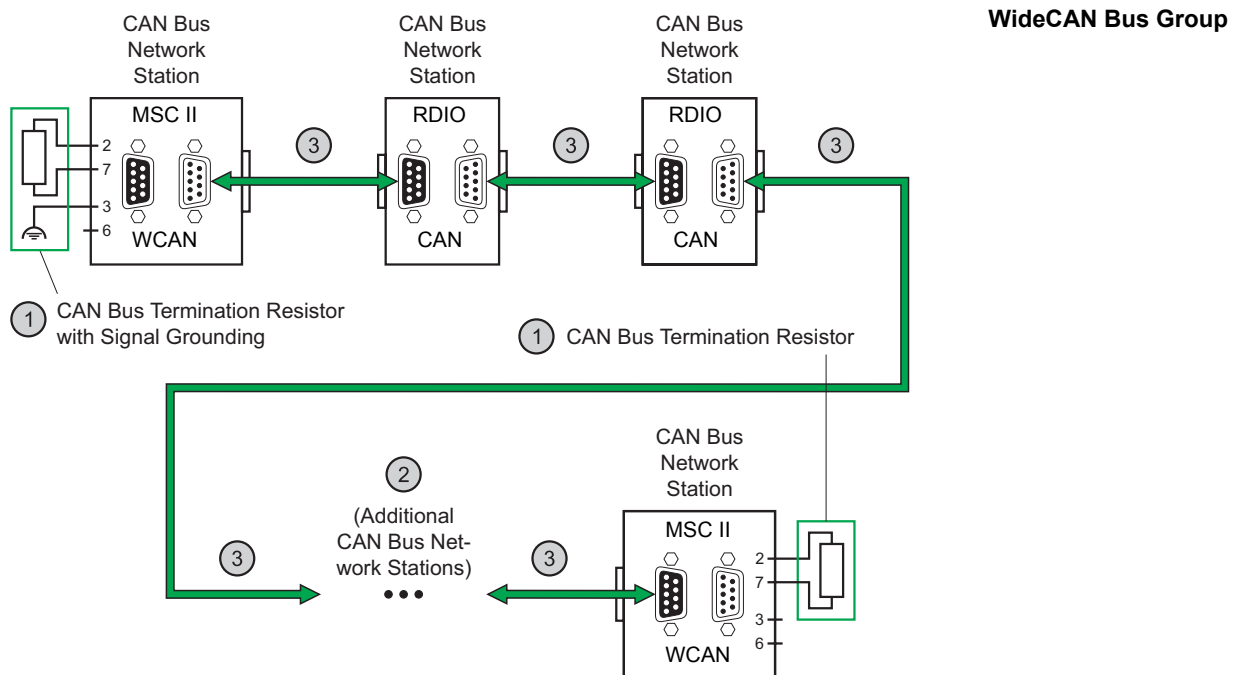 WideCAN Bus Group
CAN Bus
Network
Station
CAN Bus
Network
Station
CAN Bus
Network
Station
MSC II
RDIO
RDIO
2
7
3
6
3
3
3
WCAN
CAN
CAN
1
CAN Bus Termination Resistor
with Signal Grounding
1
CAN Bus Termination Resistor
CAN Bus
Network
Station
2
(Additional
CAN Bus Net-
work Stations)
3
3
MSC II
2
7
3
6
WCAN